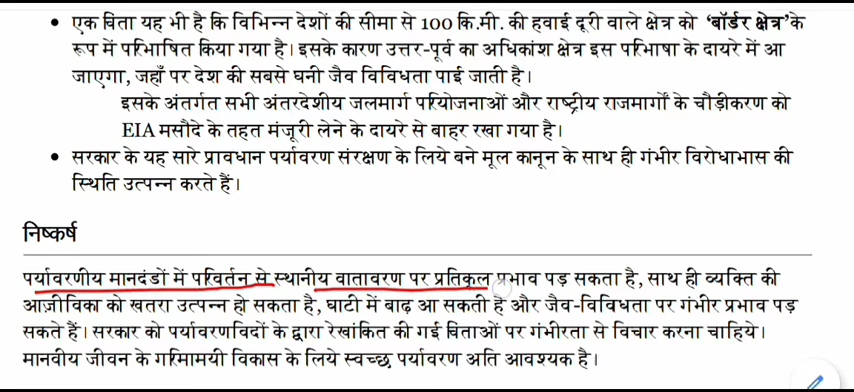 • एक चिंता यह भी है कि विभिन्न देशों की सीमा से 100 कि.मी. की हवाई दूरी वाले क्षेत्र को ‘बॉर्डर क्षेत्र’के
रूप में परिभाषित किया गया है। इसके कारण उत्तर-पूर्व का अधिकांश क्षेत्र इस परिभाषा के दायरे में आ
जाएगा, जहाँ पर देश की सबसे घनी जैव विविधता पाई जाती है।
इसके अंतर्गत सभी अंतरदेशीय जलमार्ग परियोजनाओं और राष्ट्रीय राजमार्गों के चौड़ीकरण को
EIA मसौदे के तहत मंजूरी लेने के दायरे से बाहर रखा गया है।
• सरकार के यह सारे प्रावधान पर्यावरण संरक्षण के लिये बने मूल कानून के साथ ही गंभीर विरोधाभास की
स्थिति उत्पन्न करते हैं।
निष्कर्ष
पर्यावरणीय मानदंडों में परिवर्तन से स्थानीय वातावरण पर प्रतिकूल प्रभाव पड़ सकता है, साथ ही व्यक्ति की
आजीविका को खतरा उत्पन्न हो सकता है, घाटी में बाढ़ आ सकती है और जैव-विविधता पर गंभीर प्रभाव पड़
सकते हैं। सरकार को पर्यावरणविदों के द्वारा रेखांकित की गई चिंताओं पर गंभीरता से विचार करना चाहिये।
मानवीय जीवन के गरिमामयी विकास के लिये स्वच्छ पर्यावरण अति आवश्यक है।